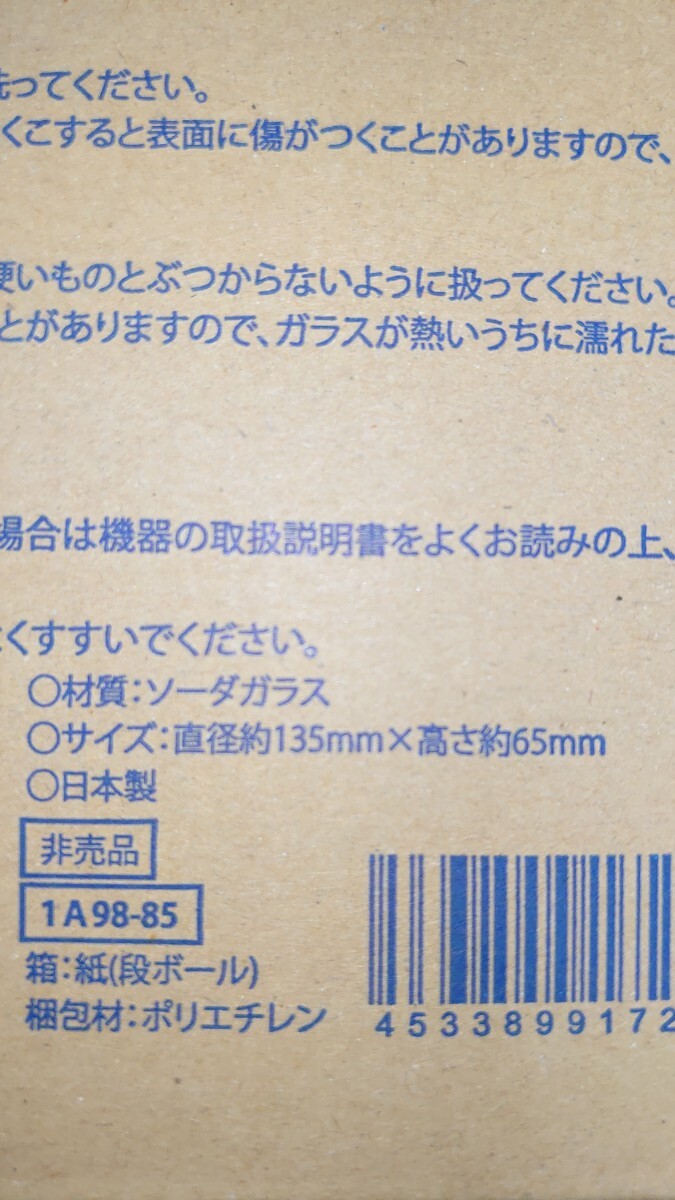 洗ってください。
くこすると表面に傷がつくことがありますので、
硬いものとぶつからないように扱ってください。
とがありますので、ガラスが熱いうちに濡れた
場合は機器の取扱説明書をよくお読みの上、
くすすいでください。
○材質：ソーダガラス
○サイズ：直径約135mm×高さ約65mm
○日本製
非売品
1A98-85
箱：紙(段ボール)
梱包材：ポリエチレン
4533899172